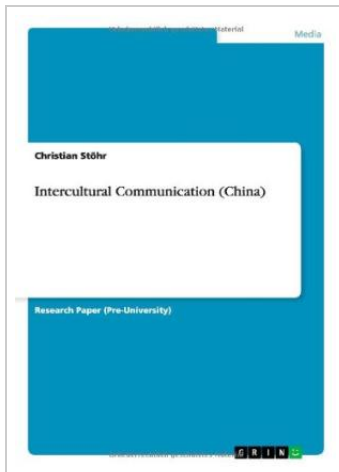 Media
Christian Stöhr
Intercultural Communication (China)
Research Paper (Pre-University)
GRIN